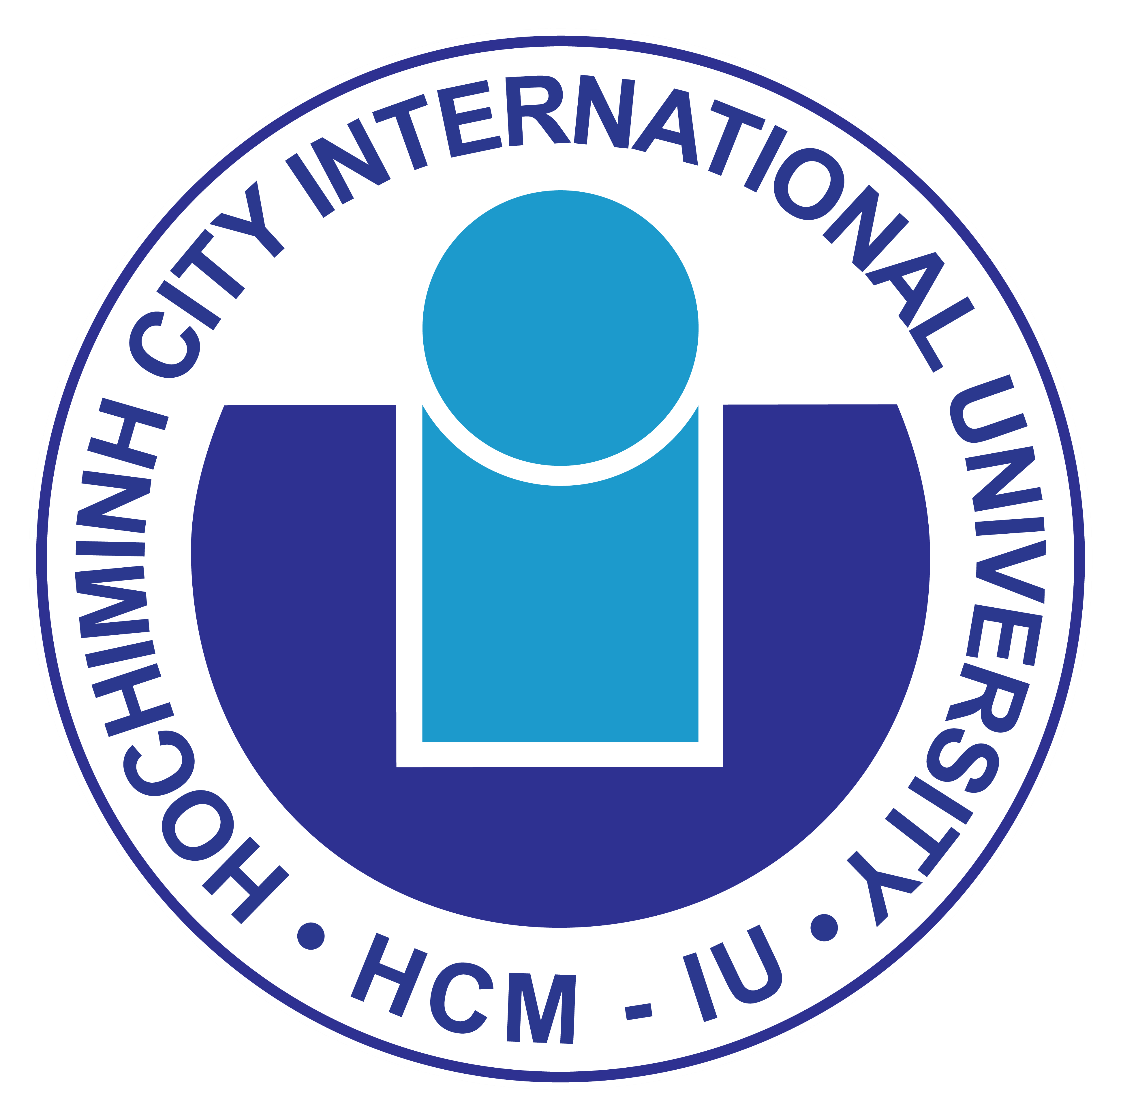 HOCHIMINH CITY INTERNATIONAL UNIVERSITY
• HCM - IU •